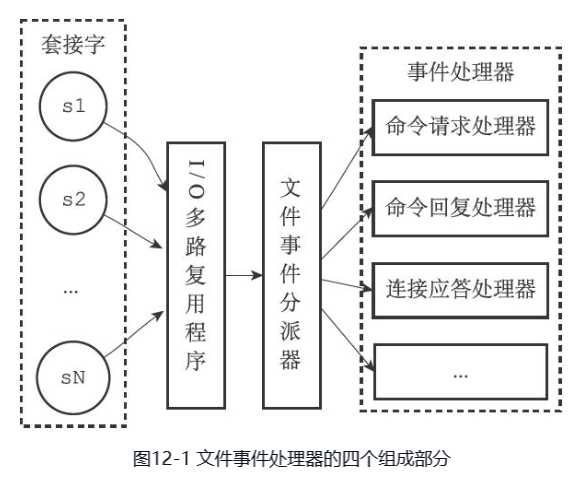 套接字
s1
s2
...
sN
I/O多路复用程序
文件事件分派器
事件处理器
命令请求处理器
命令回复处理器
连接应答处理器
...
图12-1 文件事件处理器的四个组成部分